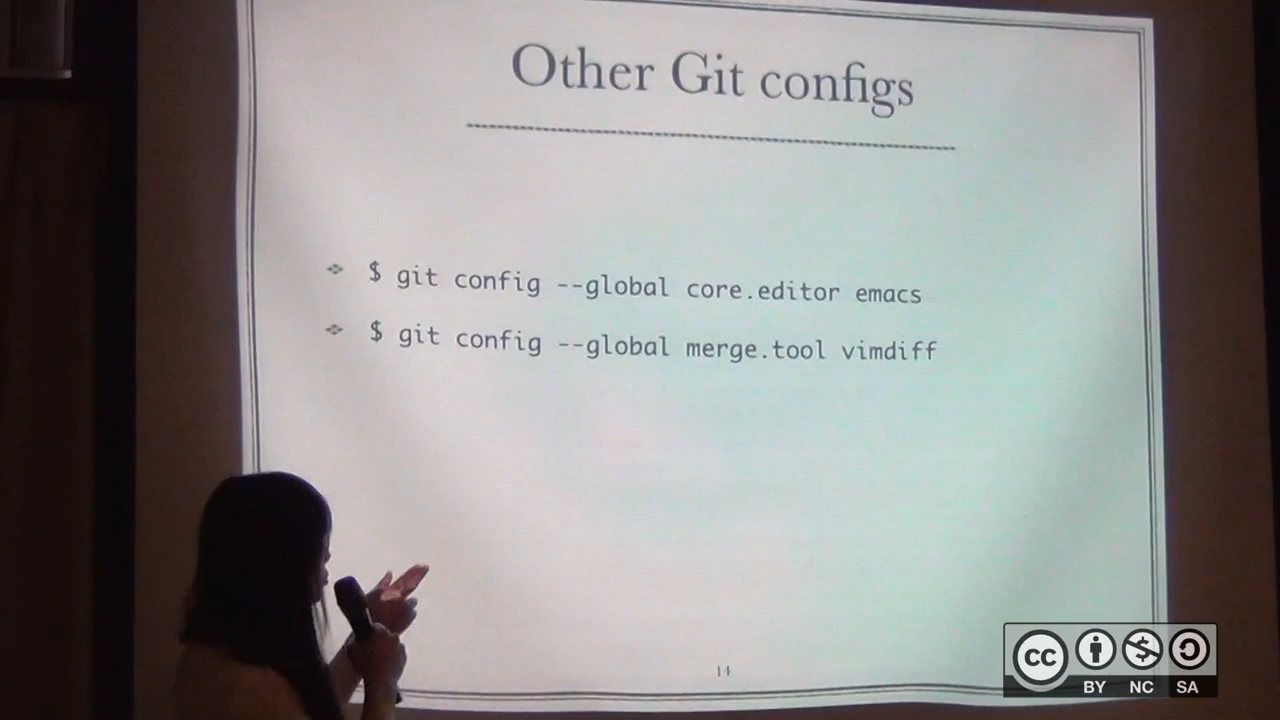 Other Git configs
$ git config --global core.editor emacs
$ git config --global merge.tool vimdiff
14
cc
BY NC SA